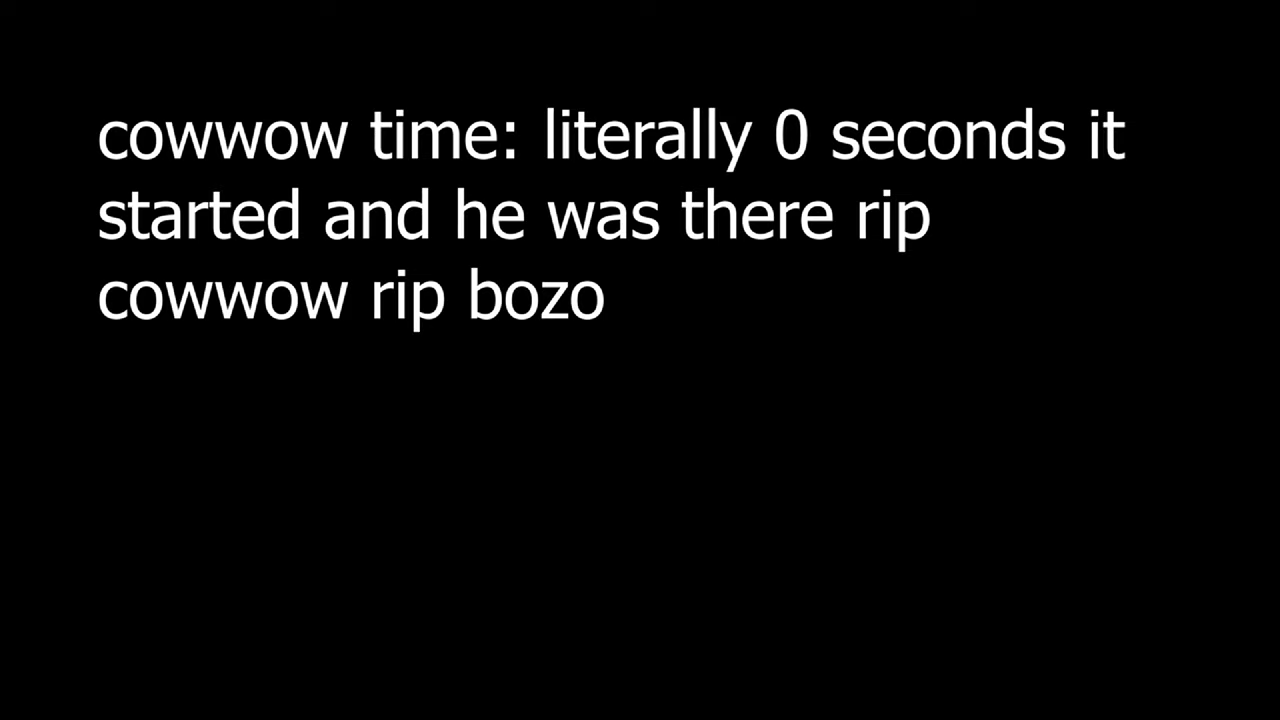 cowwow time: literally 0 seconds it
started and he was there rip
cowwow rip bozo